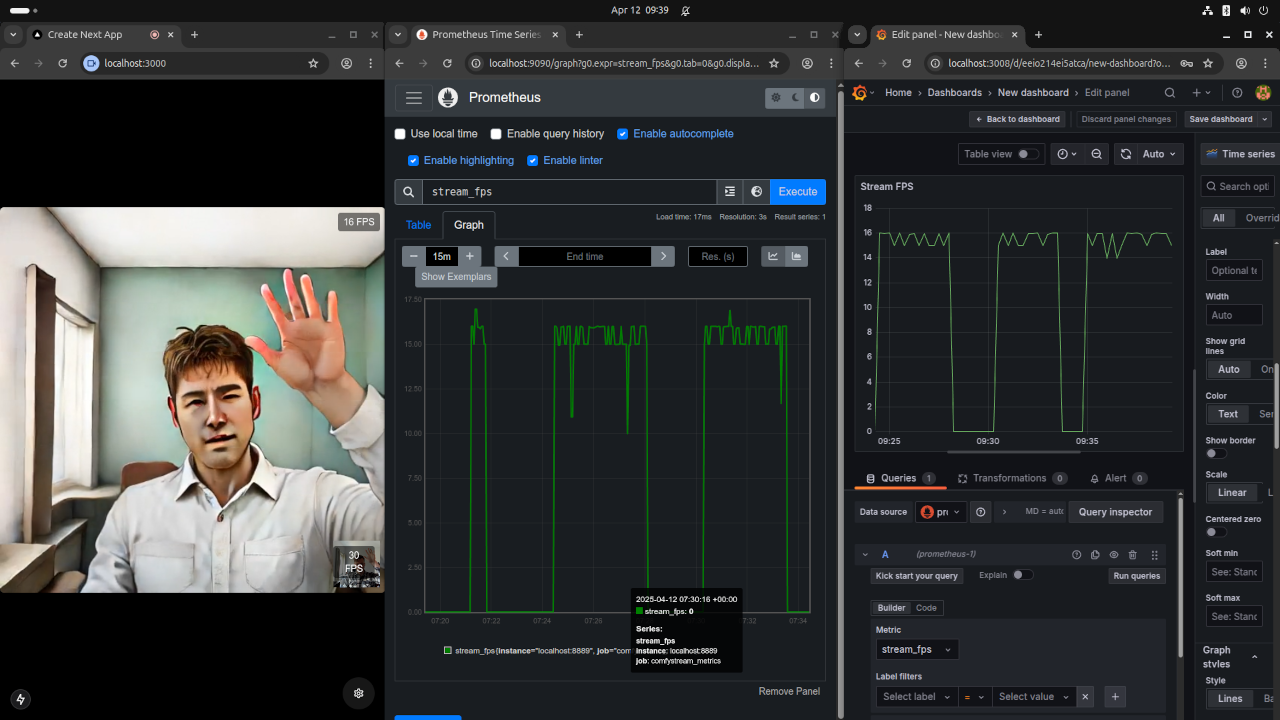 Apr 12 09:39
Create Next App
localhost:3000
16 FPS
30
FPS
Prometheus Time Series
localhost:9090/graph?g0.expr=stream_fps&g0.tab=0&g0.displa...
Prometheus
Use local time
Enable query history
Enable autocomplete
Enable highlighting
Enable linter
stream_fps
Execute
Table
Graph
Load time: 17ms
Resolution: 3s
Result series: 1
15m
End time
Res. (s)
Show Exemplars
17.50
15.00
12.50
10.00
7.50
5.00
2.50
0.00
07:20
07:22
07:24
07:26
07:34
2025-04-12 07:30:16 +00:00
stream_fps: 0
Series:
stream_fps
instance: localhost:8889
job: comfystream_metrics
stream_fps{instance="localhost:8889", job="com
Remove Panel
Edit panel - New dashbo
localhost:3008/d/eeio214ei5atca/new-dashboard?o...
Home
Dashboards
New dashboard
Edit panel
Back to dashboard
Discard panel changes
Save dashboard
Table view
Auto
Time series
Stream FPS
18
16
14
12
10
8
6
4
2
0
09:25
09:30
09:35
Search opti
All
Overrid
Label
Optional te
Width
Auto
Show grid
lines
Auto
On
Color
Text
Ser
Show border
Scale
Linear
L
Centered zero
Soft min
See: Stand
Soft max
See: Stand
Graph
styles
Style
Lines
Ba
Queries 1
Transformations 0
Alert 0
Data source
pro
MD = auto
Query inspector
A
(prometheus-1)
Kick start your query
Explain
Run queries
Builder
Code
Metric
stream_fps
Label filters
Select label
=
Select value